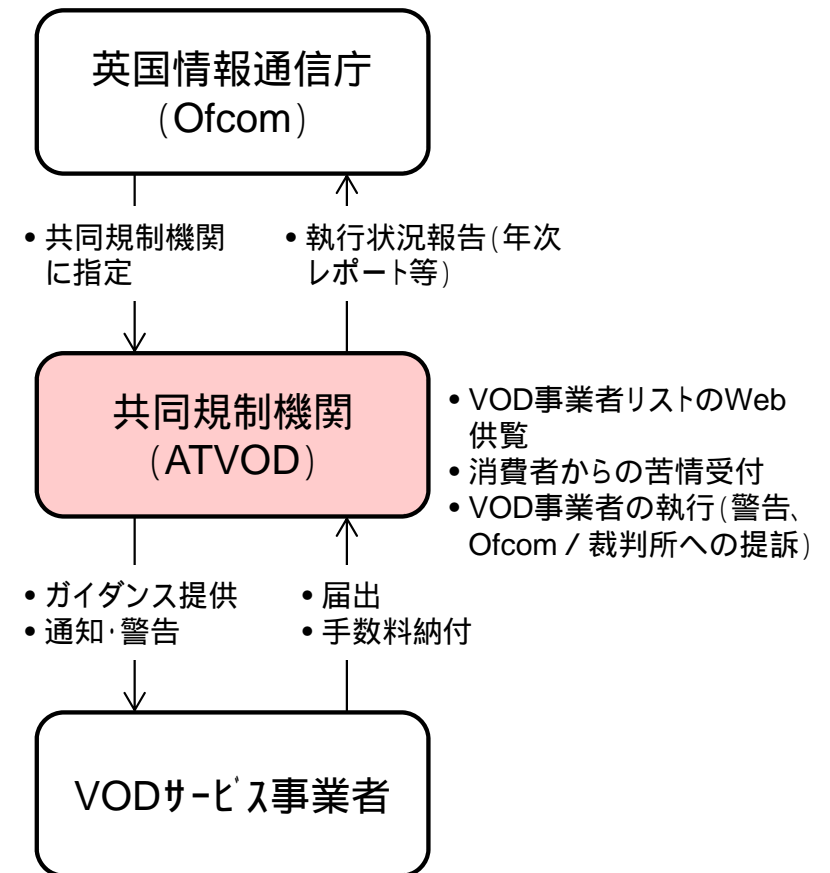 英国情報通信庁
(Ofcom)
• 共同規制機関
に指定
• 執行状況報告(年次
レポート等)
共同規制機関
(ATVOD)
• VOD事業者リストのWeb
供覧
• 消費者からの苦情受付
• VOD事業者の執行(警告、
Ofcom / 裁判所への提訴)
• ガイダンス提供
• 通知・警告
• 届出
• 手数料納付
VODサービス事業者